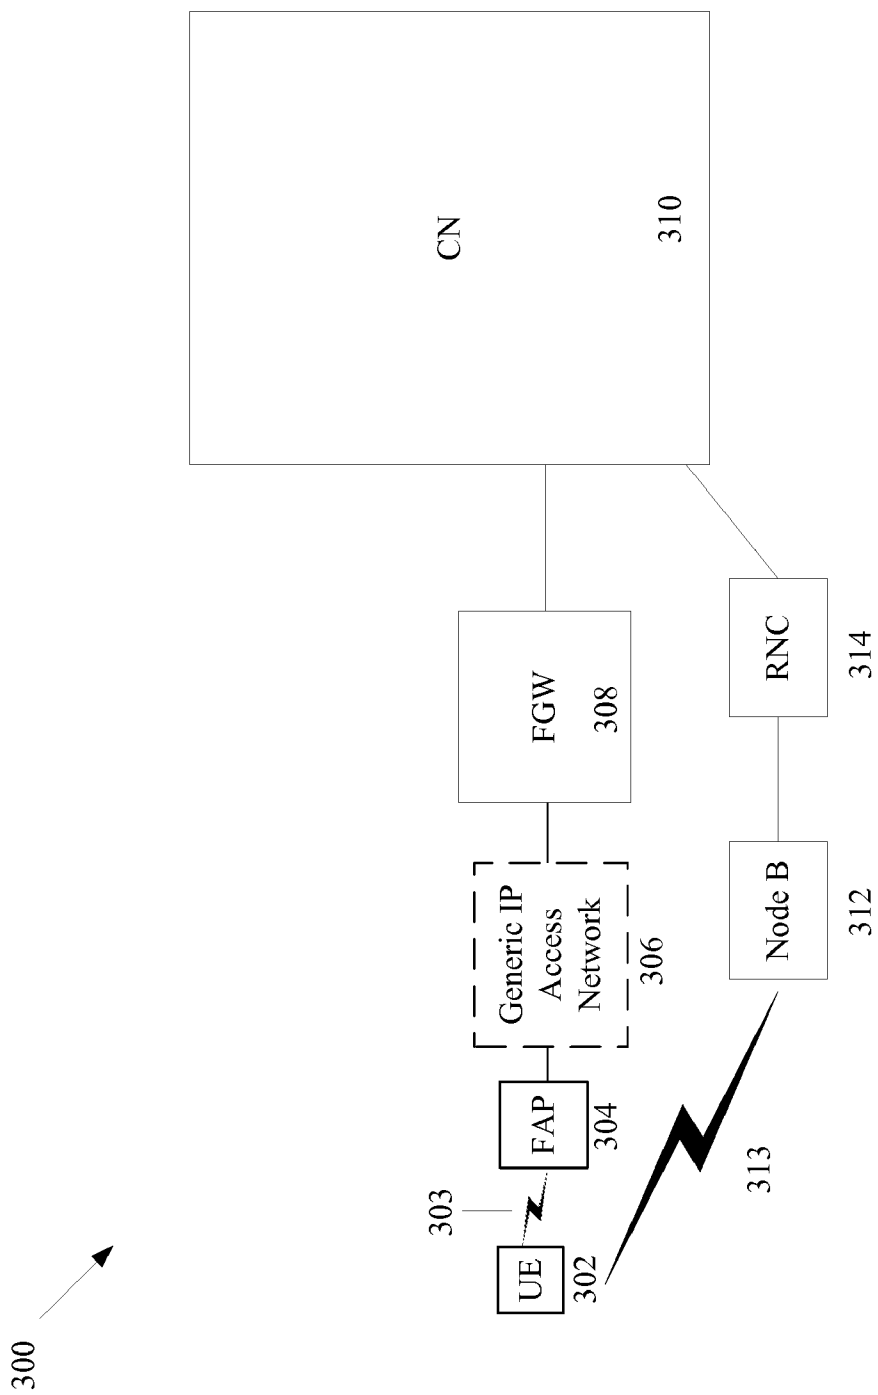 300
UE
302
303
FAP
304
Generic IP
Access
Network
306
FGW
308
CN
310
313
Node B
312
RNC
314